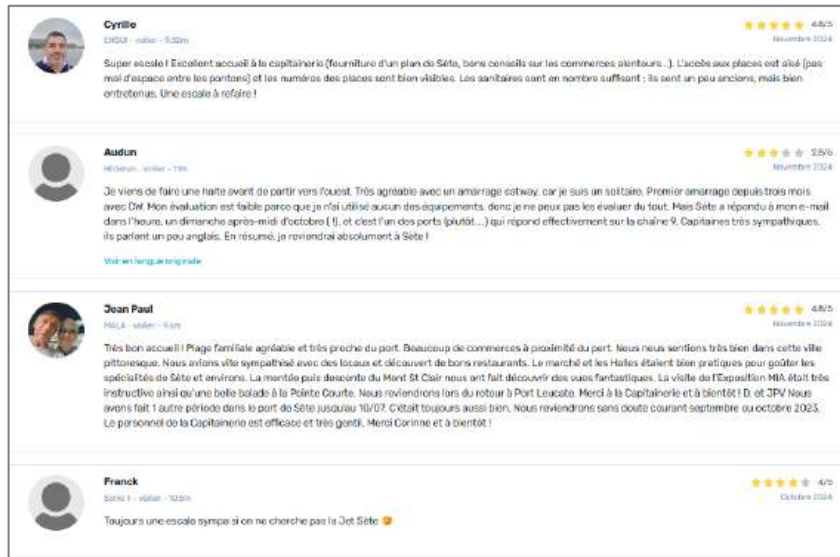 Cyrille
ENSUI - voilier - 9.32m
4.8/5
Novembre 2024
Super escale ! Excellent accueil à la capitainerie (fourniture d'un plan de Sète, bons conseils sur les commerces alentours...). L'accès aux places est aisé (pas
mal d'espace entre les pontons) et les numéros des places sont bien visibles. Les sanitaires sont en nombre suffisant ; ils sont un peu anciens, mais bien
entretenus. Une escale à refaire !
Audun
voilier - 11m
2.8/5
Novembre 2024
Je viens de faire une halte avant de partir vers l'ouest. Très agréable avec un amarrage catway, car je suis un solitaire. Premier amarrage depuis trois mois
avec CW. Mon évaluation est faible parce que je n'ai utilisé aucun des équipements, donc je ne peux pas les évaluer du tout. Mais Sète a répondu à mon e-mail
dans l'heure, un dimanche après-midi d'octobre ( !), et c'est l'un des ports (plutôt....) qui répond effectivement sur la chaîne 9. Capitaines très sympathiques,
ils parlent un peu anglais. En résumé, je reviendrai absolument à Sète !
Voir en langue originale
Jean Paul
MALA - voilier -
4.8/5
Novembre 2024
Très bon accueil ! Plage familiale agréable et très proche du port. Beaucoup de commerces à proximité du port. Nous nous sentions très bien dans cette ville
pittoresque. Nous avions vite sympathisé avec des locaux et découvert de bons restaurants. Le marché et les Halles étaient bien pratiques pour goûter les
spécialités de Sète et environs. La montée puis descente du Mont St Clair nous ont fait découvrir des vues fantastiques. La visite de l'Exposition MIA était très
instructive ainsi qu'une belle balade à la Pointe Courte. Nous reviendrons lors du retour à Port Leucate. Merci à la Capitainerie et à bientôt ! D. et JPV Nous
avons fait 1 autre période dans le port de Sète jusqu'au 10/07. C'était toujours aussi bien. Nous reviendrons sans doute courant septembre ou octobre 2023.
Le personnel de la Capitainerie est efficace et très gentil. Merci Corinne et à bientôt !
Franck
voilier - 10.5m
4/5
Octobre 2024
Toujours une escale sympa si on ne cherche pas la Jet Sète